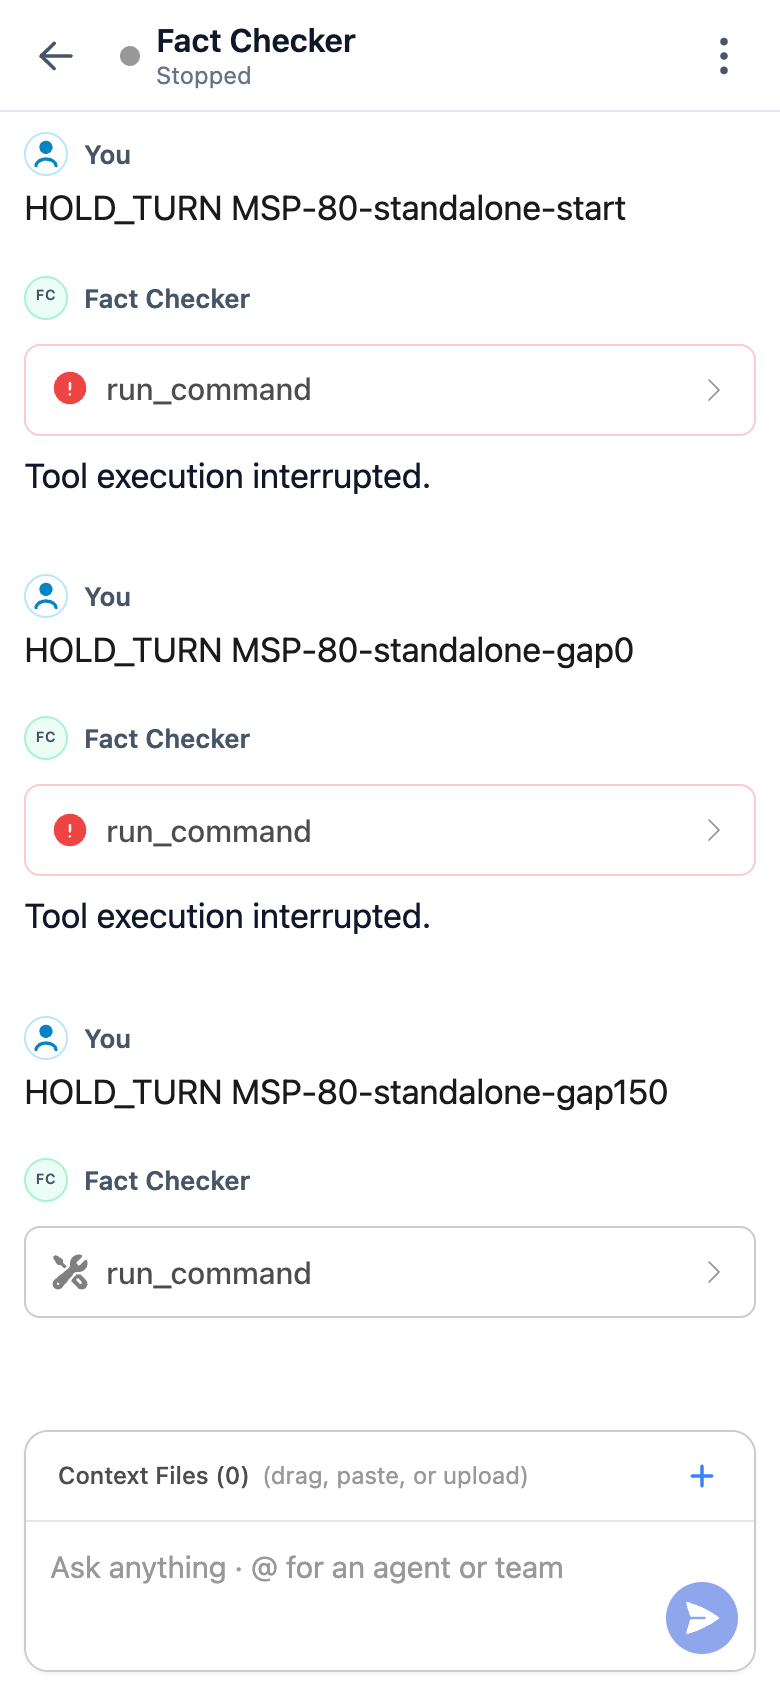 Fact Checker
Stopped
You
HOLD_TURN MSP-80-standalone-start
FC Fact Checker
run_command
Tool execution interrupted.
You
HOLD_TURN MSP-80-standalone-gap0
FC Fact Checker
run_command
Tool execution interrupted.
You
HOLD_TURN MSP-80-standalone-gap150
FC Fact Checker
run_command
Context Files (0) (drag, paste, or upload)
Ask anything · @ for an agent or team